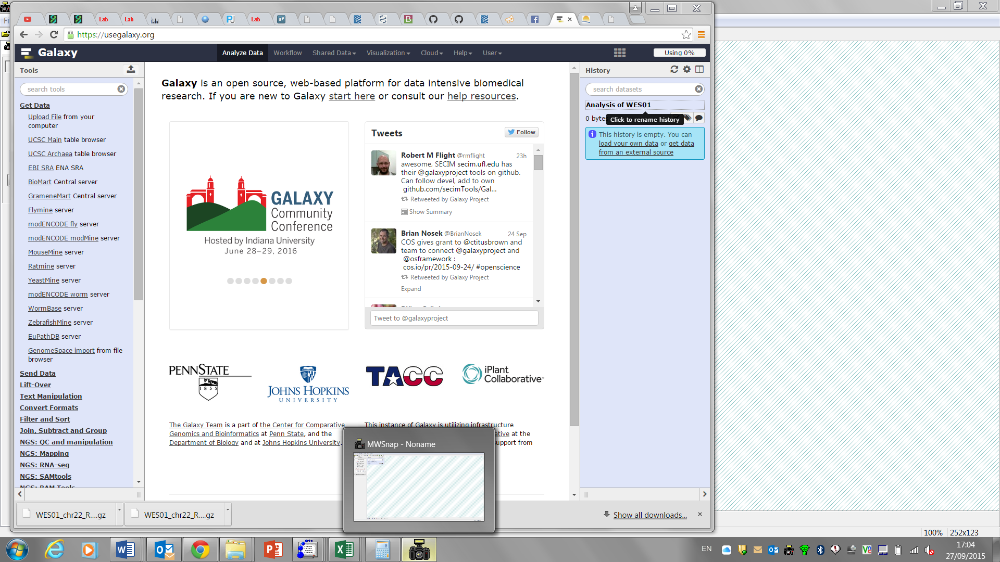 Lab
Lab
PJ
Lab
sf
B
https://usegalaxy.org
Galaxy
Analyze Data
Workflow
Shared Data
Visualization
Cloud
Help
User
Using 0%
Tools
search tools
Get Data
Upload File from your
computer
UCSC Main table browser
UCSC Archaea table browser
EBI SRA ENA SRA
BioMart Central server
GrameneMart Central server
Flymine server
modENCODE fly server
modENCODE modMine server
MouseMine server
Ratmine server
YeastMine server
modENCODE worm server
WormBase server
ZebrafishMine server
EuPathDB server
GenomeSpace import from file
browser
Send Data
Lift-Over
Text Manipulation
Convert Formats
Filter and Sort
Join, Subtract and Group
NGS: QC and manipulation
NGS: Mapping
NGS: RNA-seq
NGS: SAMtools
NGS: BAM Tools
Galaxy is an open source, web-based platform for data intensive biomedical
research. If you are new to Galaxy start here or consult our help resources.
GALAXY
Community
Conference
Hosted by Indiana University
June 28–29, 2016
Tweets
Follow
Robert M Flight @rmflight 23h
awesome, SECIM secim.ufl.edu has
their @galaxyproject tools on github.
Can follow devel, add to own
github.com/secimTools/Gal...
Retweeted by Galaxy Project
Show Summary
Brian Nosek @BrianNosek 24 Sep
COS gives grant to @ctitusbrown and
team to connect @galaxyproject and
@osframework :
cos.io/pr/2015-09-24/ #openscience
Retweeted by Galaxy Project
Expand
Tweet to @galaxyproject
PENNSTATE
1855
JOHNS HOPKINS
UNIVERSITY
TACC
iPlant
Collaborative™
The Galaxy Team is a part of the Center for Comparative
Genomics and Bioinformatics at Penn State, and the
Department of Biology and at Johns Hopkins University.
This instance of Galaxy is utilizing infrastructure
ative at the
upport from
History
search datasets
Analysis of WES01
0 bytes
Click to rename history
This history is empty. You can
load your own data or get data
from an external source
MWSnap - Noname
WES01_chr22_R....gz
WES01_chr22_R....gz
Show all downloads...
100% 252x123
EN
17:04
27/09/2015